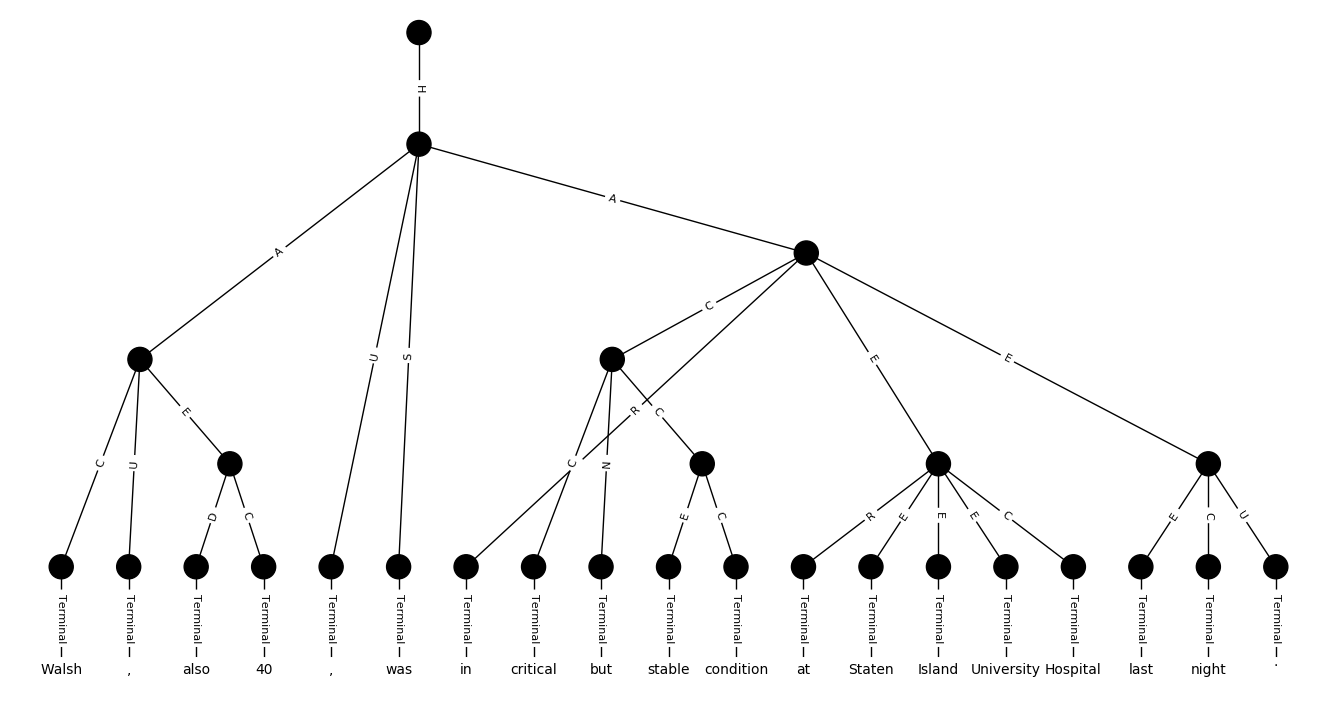 H
A A
U S C E E
C U E R C
C N
D C E C R E E E C E C U
Terminal Terminal Terminal Terminal Terminal Terminal Terminal Terminal Terminal Terminal Terminal Terminal Terminal Terminal Terminal Terminal Terminal Terminal Terminal
Walsh , also 40 , was in critical but stable condition at Staten Island University Hospital last night .